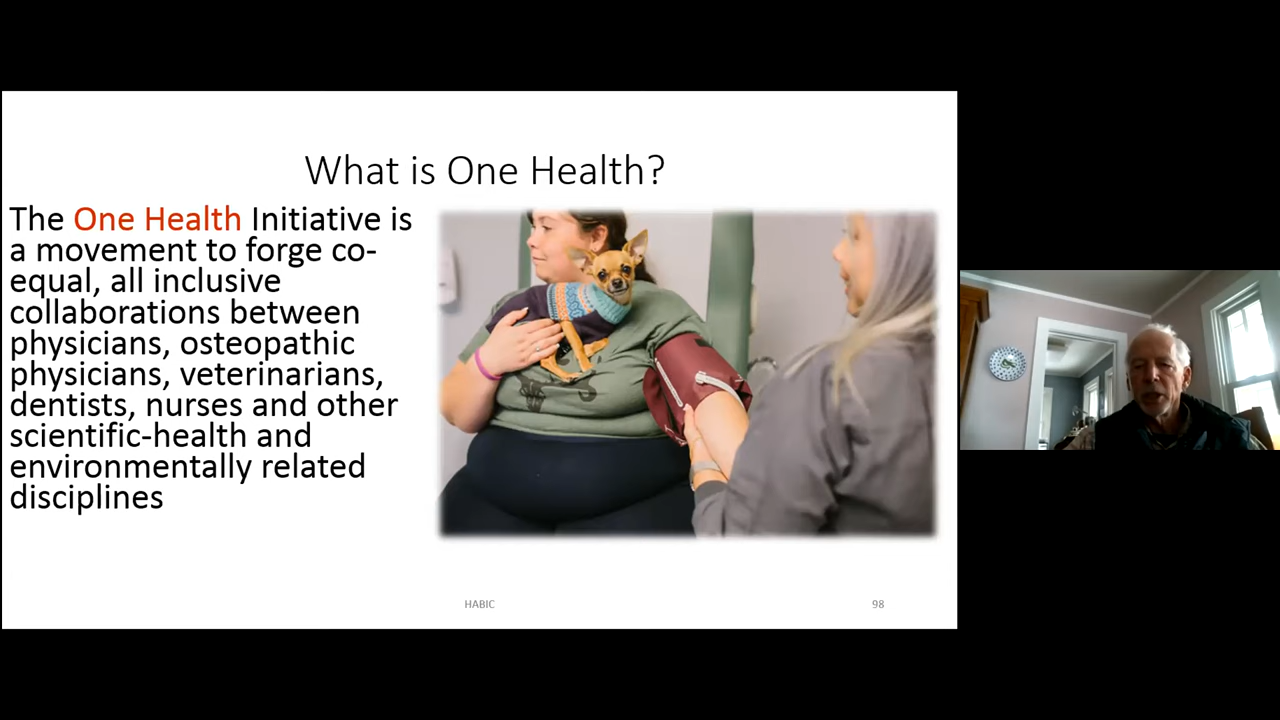 What is One Health?
The One Health Initiative is
a movement to forge co-
equal, all inclusive
collaborations between
physicians, osteopathic
physicians, veterinarians,
dentists, nurses and other
scientific-health and
environmentally related
disciplines
HABIC
98